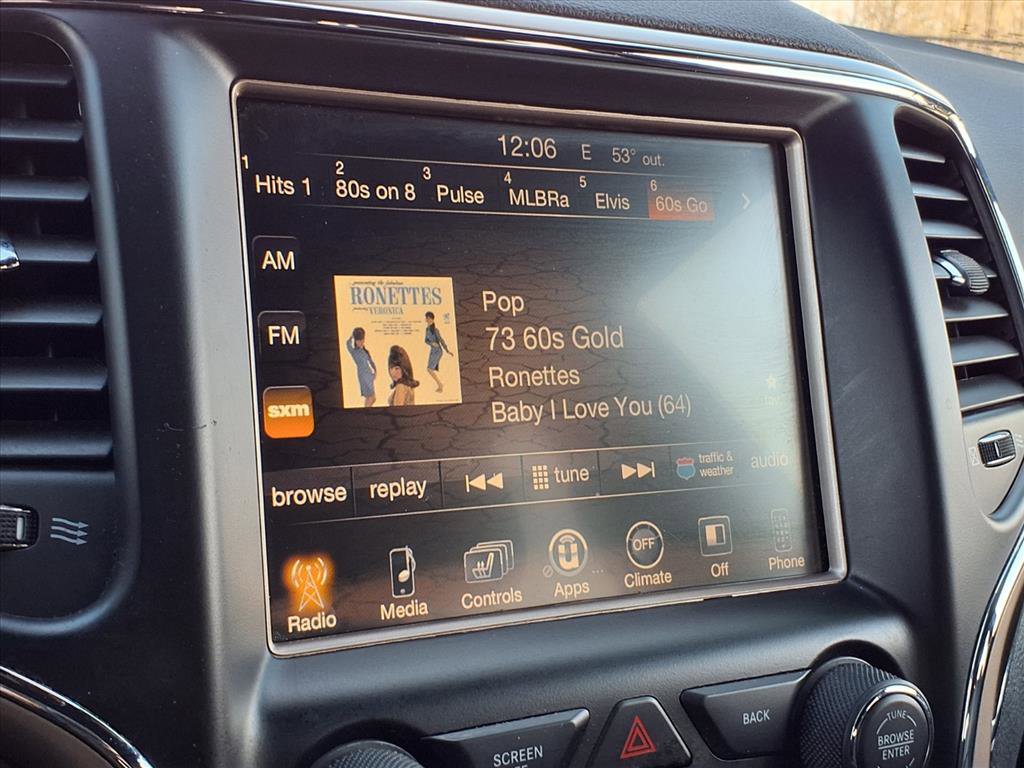 12:06 E 53° out.
1 Hits 1 2 80s on 8 3 Pulse 4 MLBRa 5 Elvis 6 60s Go
AM
FM
sxm
presenting the fabulous
RONETTES
featuring
VERONICA
Pop
73 60s Gold
Ronettes
Baby I Love You (64)
fav
browse replay tune traffic & weather audio
Radio Media Controls Apps OFF Climate Off Phone
SCREEN
BACK
TUNE
BROWSE
ENTER